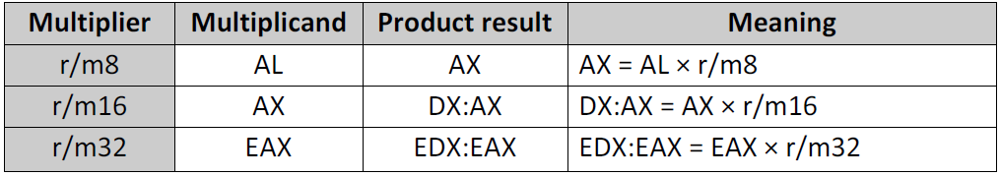 Multiplier Multiplicand Product result Meaning
r/m8 AL AX AX = AL × r/m8
r/m16 AX DX:AX DX:AX = AX × r/m16
r/m32 EAX EDX:EAX EDX:EAX = EAX × r/m32